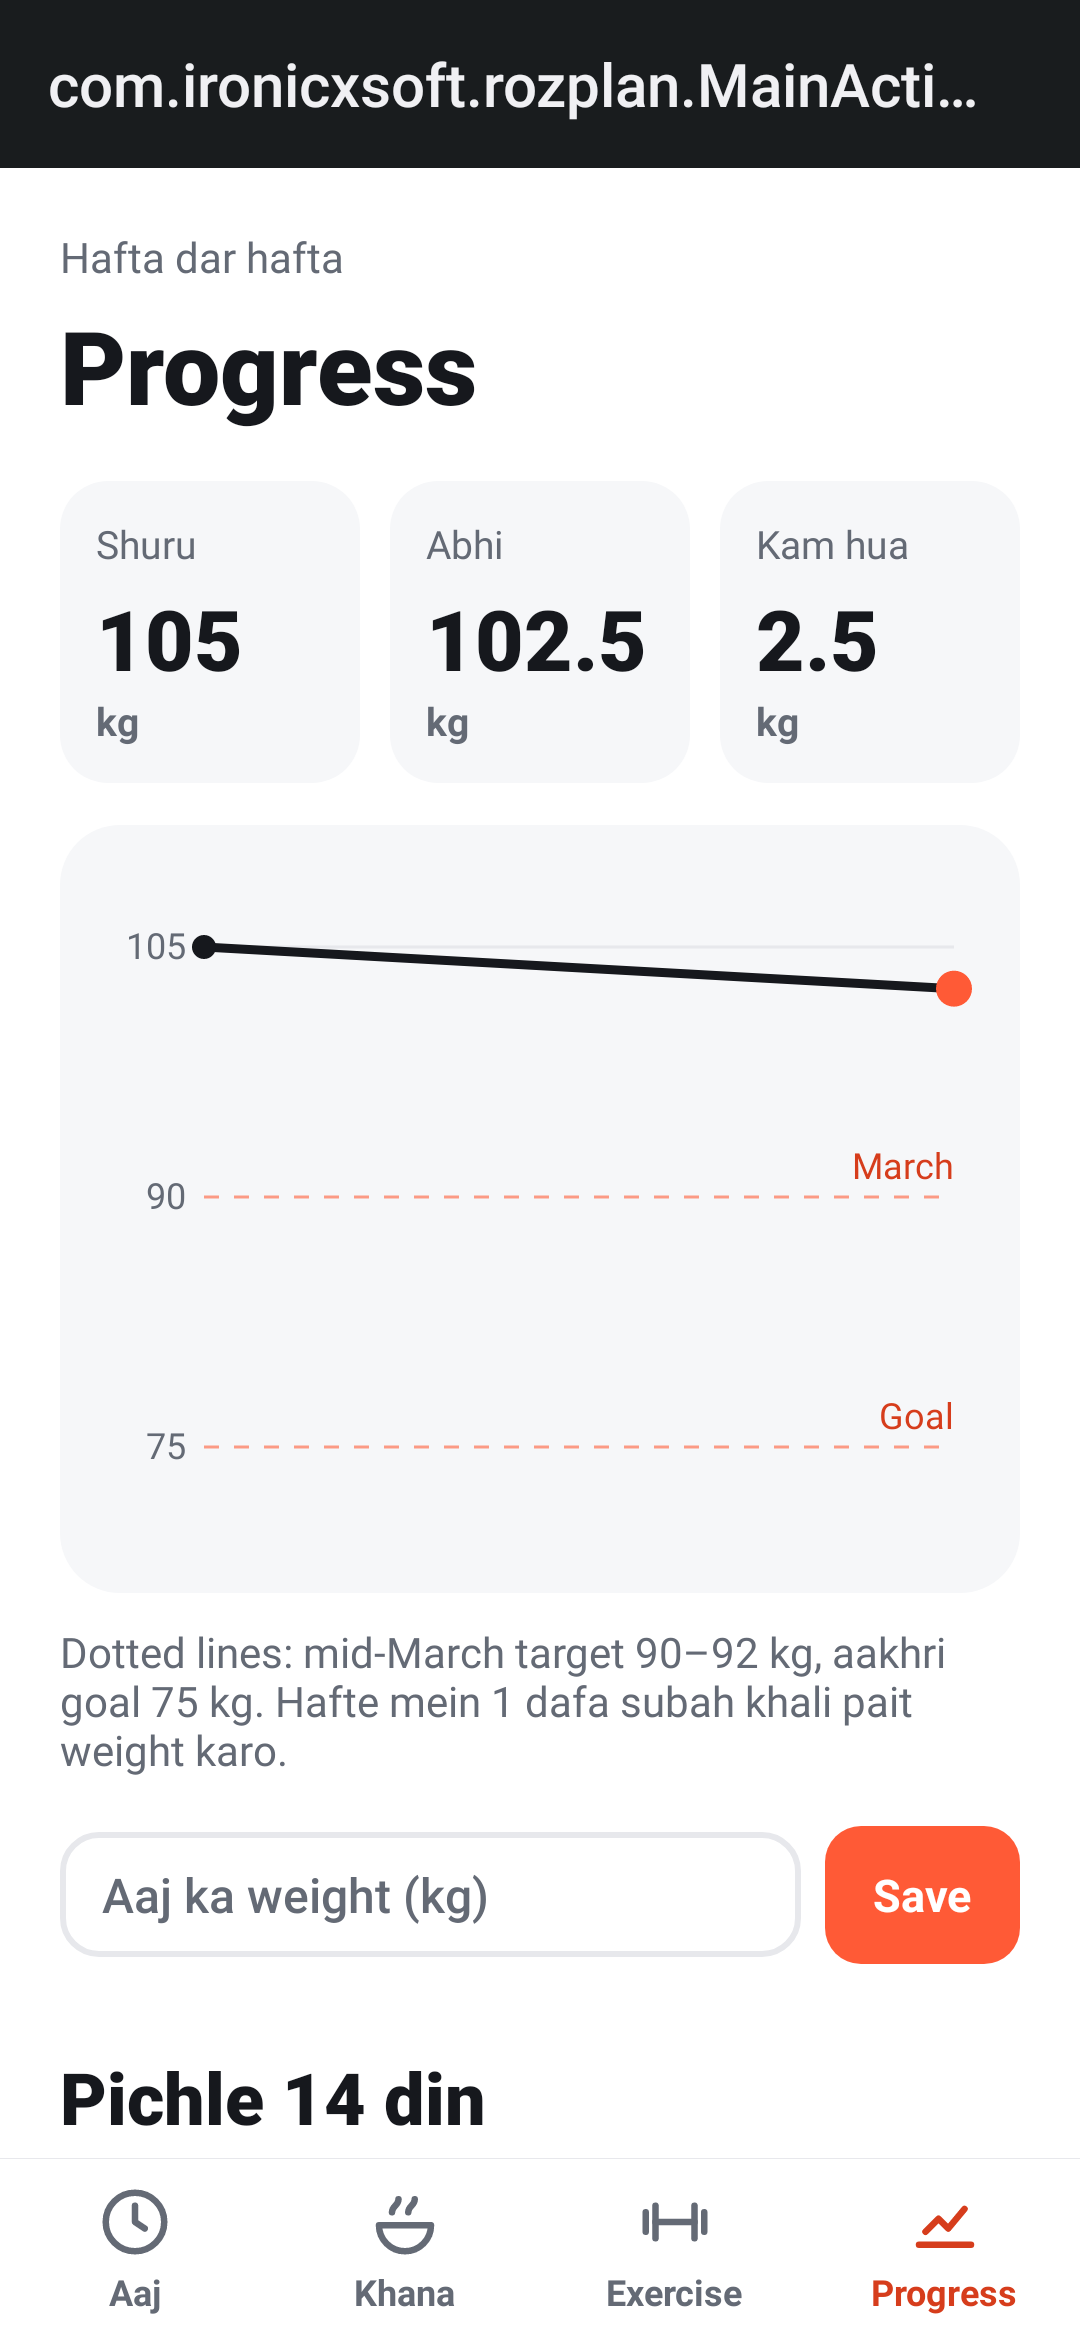 com.ironicxsoft.rozplan.MainActi...
Hafta dar hafta
Progress
Shuru
105
kg
Abhi
102.5
kg
Kam hua
2.5
kg
105
March
90
Goal
75
Dotted lines: mid-March target 90–92 kg, aakhri
goal 75 kg. Hafte mein 1 dafa subah khali pait
weight karo.
Aaj ka weight (kg)
Save
Pichle 14 din
Aaj
Khana
Exercise
Progress